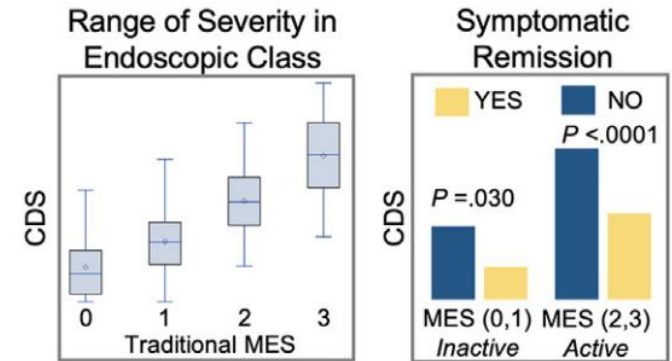 Range of Severity in
Endoscopic Class
CDS
0 1 2 3
Traditional MES
Symptomatic
Remission
YES NO
P <.0001
P =.030
CDS
MES (0,1) MES (2,3)
Inactive Active